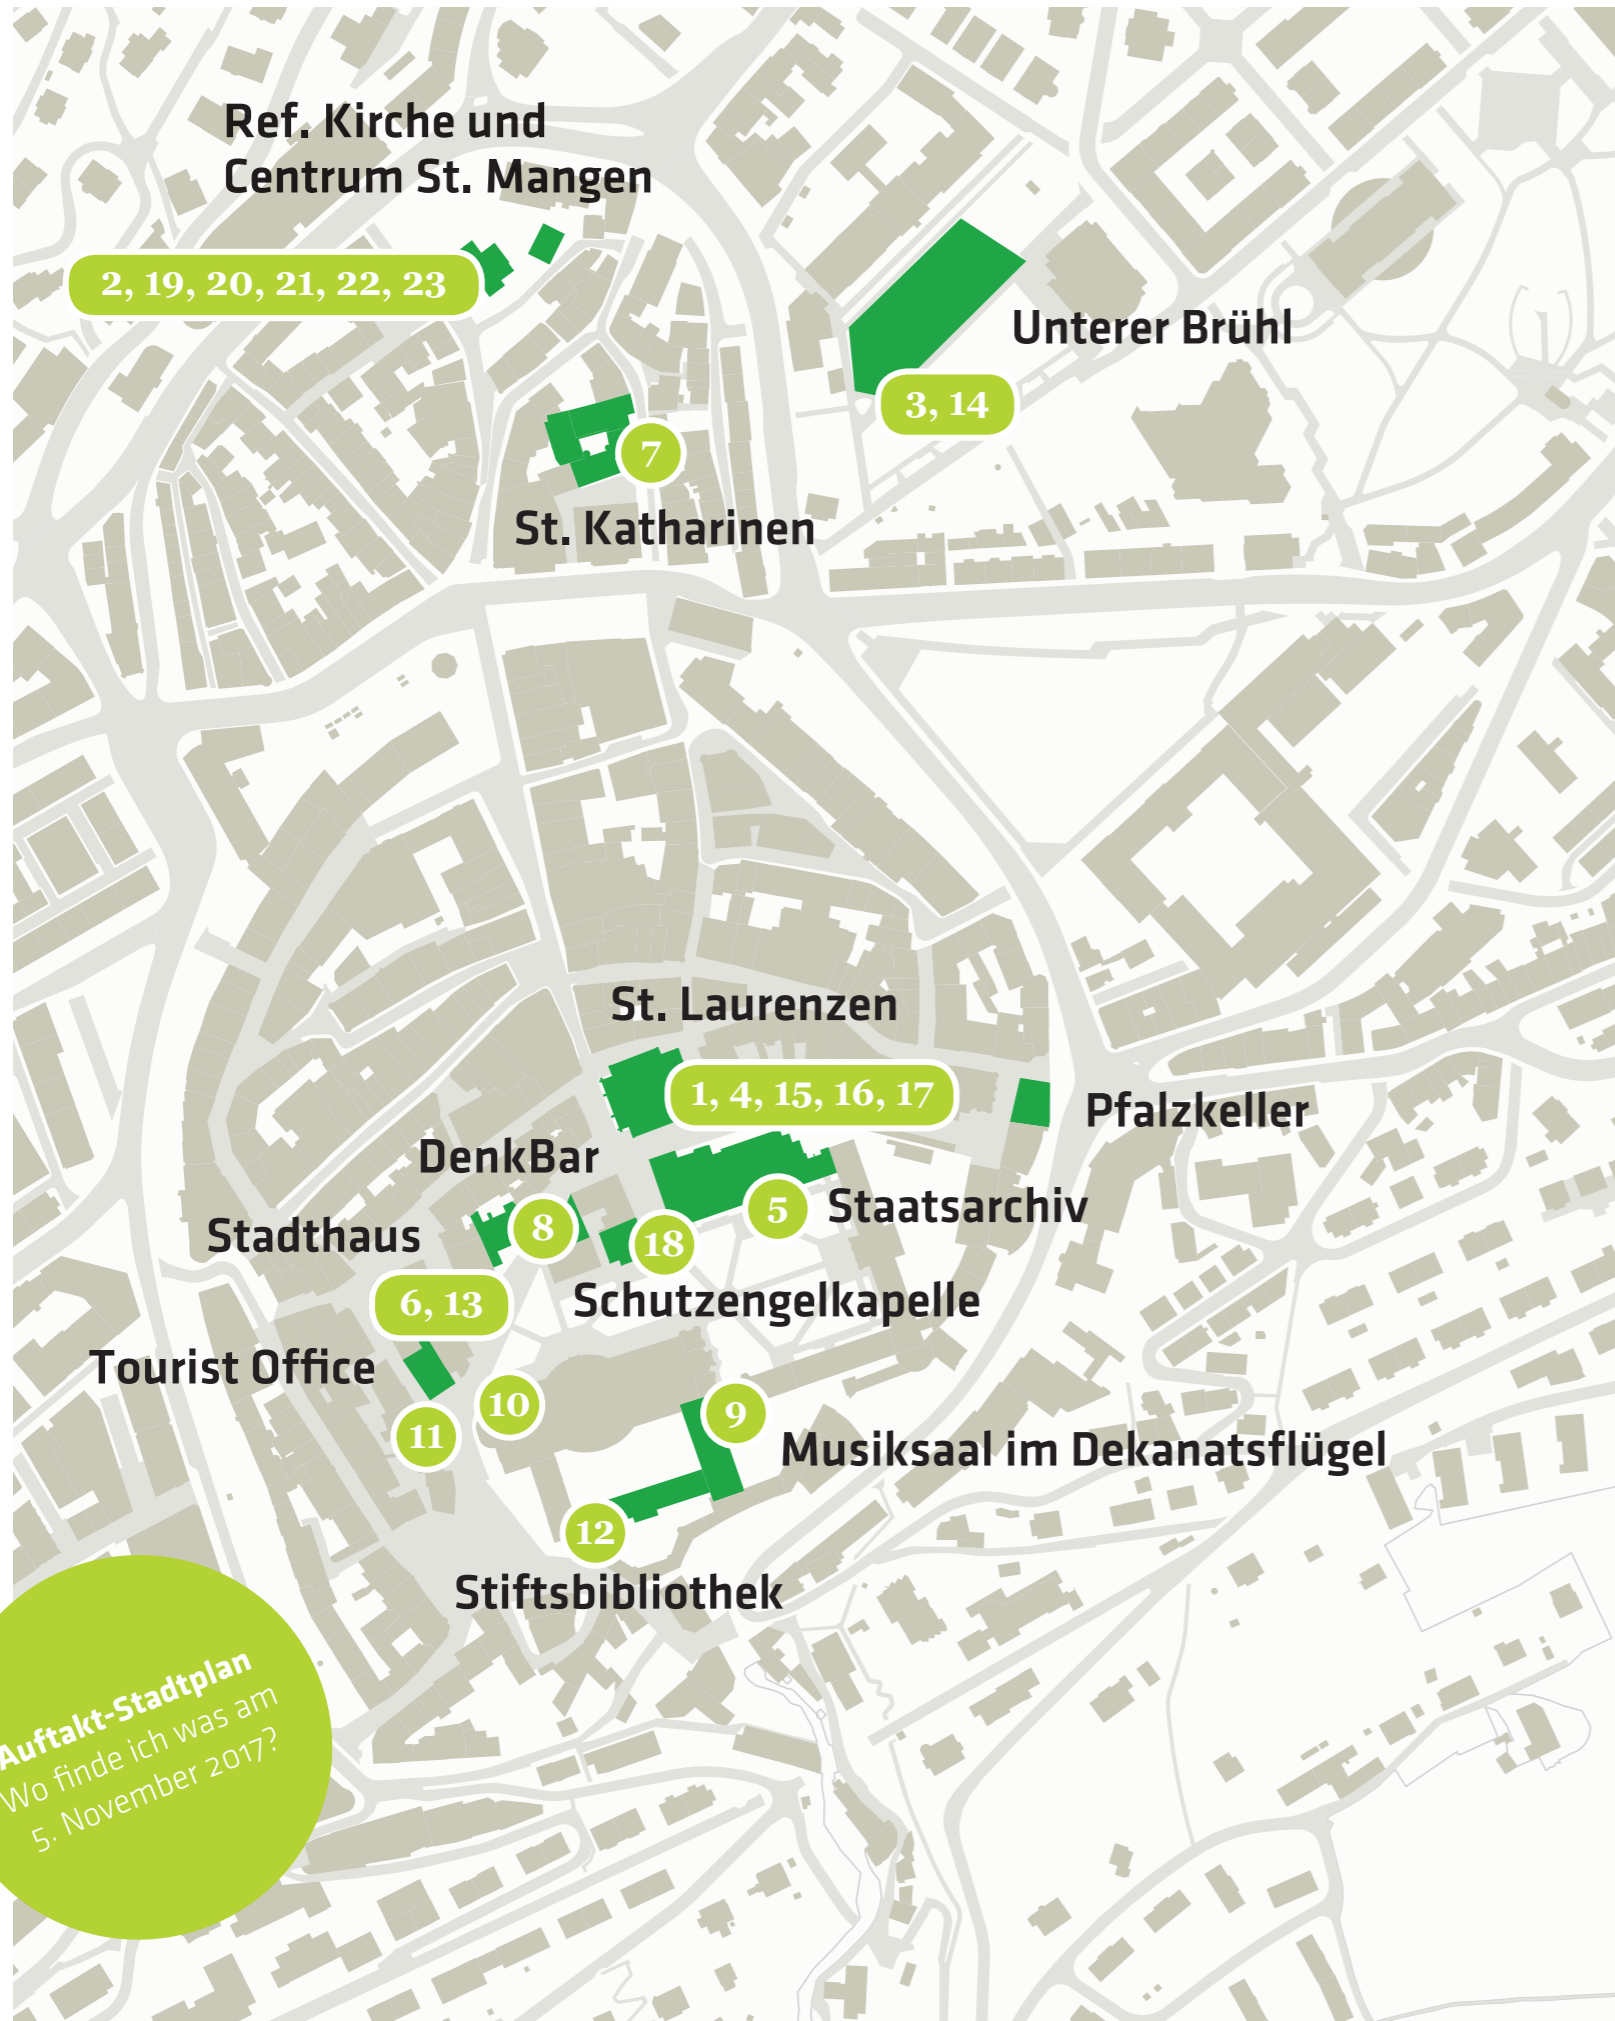 Ref. Kirche und
Centrum St. Mangen
2, 19, 20, 21, 22, 23
Unterer Brühl
3, 14
7
St. Katharinen
St. Laurenzen
1, 4, 15, 16, 17
Pfalzkeller
DenkBar
8
Stadthaus
5
Staatsarchiv
18
Schutzengelkapelle
6, 13
Tourist Office
10
11
9
Musiksaal im Dekanatsflügel
12
Stiftsbibliothek
Auftakt-Stadtplan
Wo finde ich was am
5. November 2017?